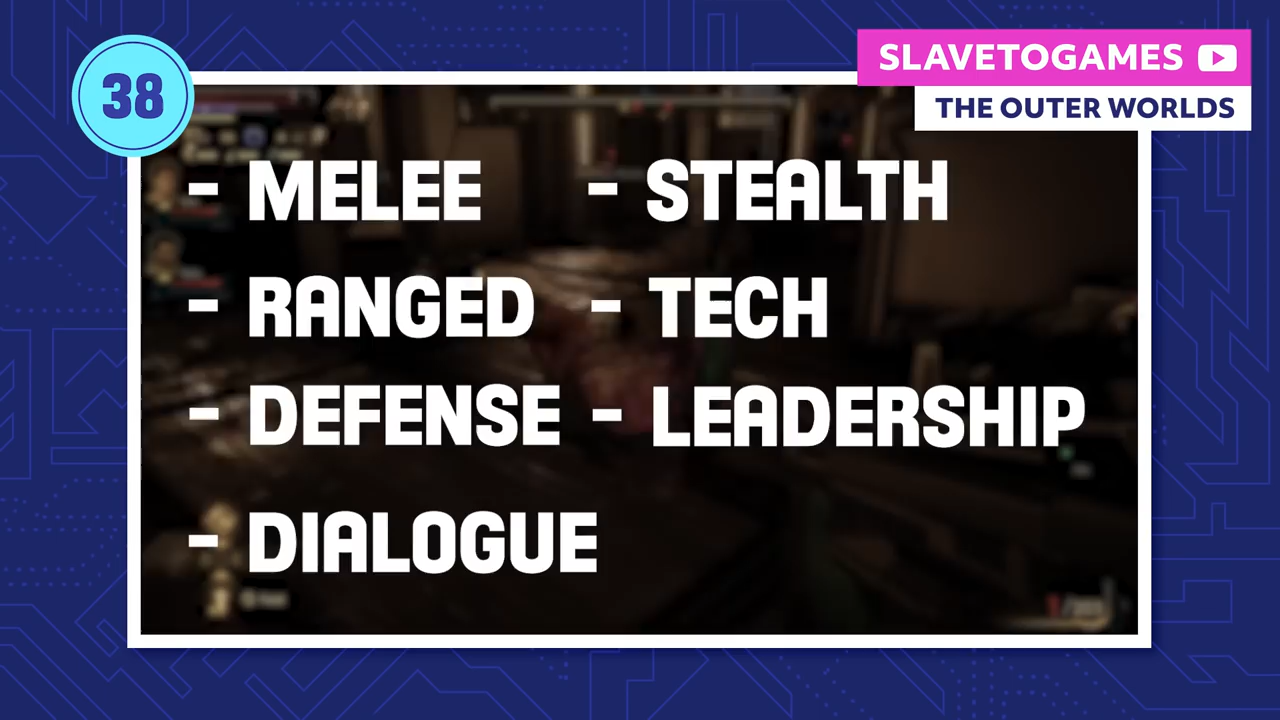 38
SLAVETOGAMES
THE OUTER WORLDS
- MELEE
- RANGED
- DEFENSE
- DIALOGUE
- STEALTH
- TECH
- LEADERSHIP